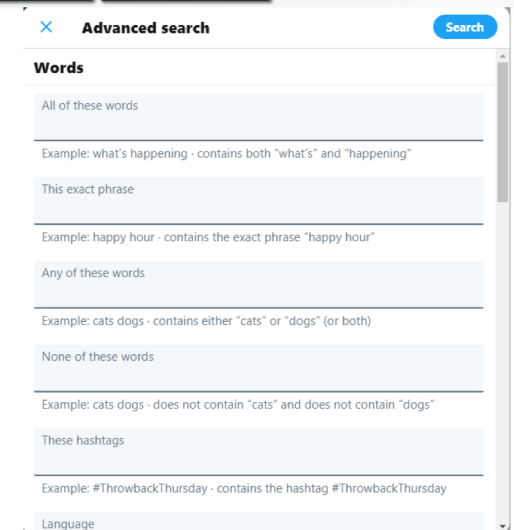 Advanced search
Search
Words
All of these words
Example: what's happening · contains both “what's” and “happening”
This exact phrase
Example: happy hour · contains the exact phrase “happy hour”
Any of these words
Example: cats dogs · contains either “cats” or “dogs” (or both)
None of these words
Example: cats dogs · does not contain “cats” and does not contain “dogs”
These hashtags
Example: #ThrowbackThursday · contains the hashtag #ThrowbackThursday
Language